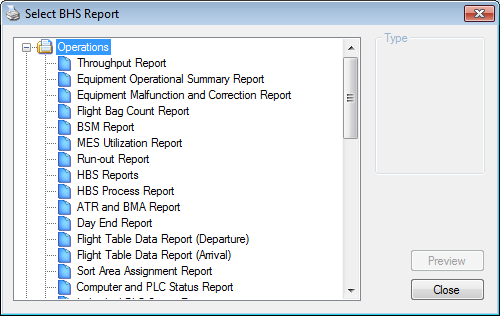 Select BHS Report
Operations
Throughput Report
Equipment Operational Summary Report
Equipment Malfunction and Correction Report
Flight Bag Count Report
BSM Report
MES Utilization Report
Run-out Report
HBS Reports
HBS Process Report
ATR and BMA Report
Day End Report
Flight Table Data Report (Departure)
Flight Table Data Report (Arrival)
Sort Area Assignment Report
Computer and PLC Status Report
Type
Preview
Close